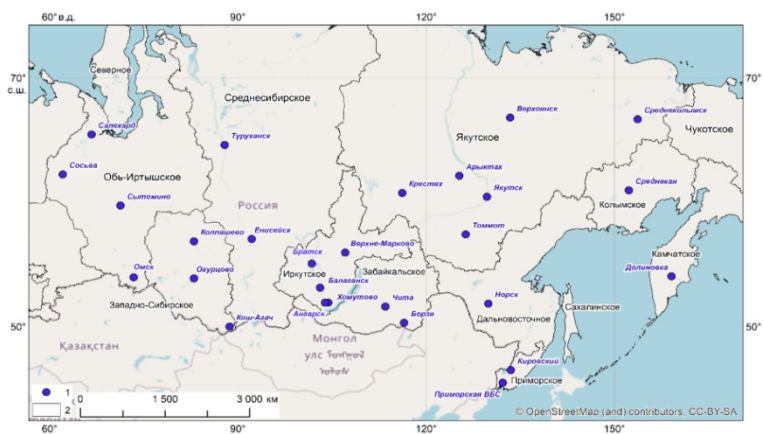 60° в.д.
90°
120°
150°
70°
с.ш.
70°
Северное
Среднесибирское
Верхоянск
Среднеколымск
Салехард
Туруханск
Якутское
Чукотское
Сосьва
Обь-Иртышское
Арыктах
Крестях
Якутск
Среднекан
Сытомино
Россия
Колымское
Колпашево
Енисейск
Томмот
Братск
Верхне-Марково
Камчатское
Долиновка
Омск
Огурцово
Иркутское
Балаганск
Забайкальское
Хомутово
Чита
Норск
Сахалинское
Западно-Сибирское
Кош-Агач
Ангарск
Борзя
Дальневосточное
50°
50°
Қазақстан
Монгол
улс
Кировский
Приморская ВБС
Приморское
1
2
0
1 500
3 000 км
© OpenStreetMap (and) contributors, CC-BY-SA
60°
90°
120°
150°